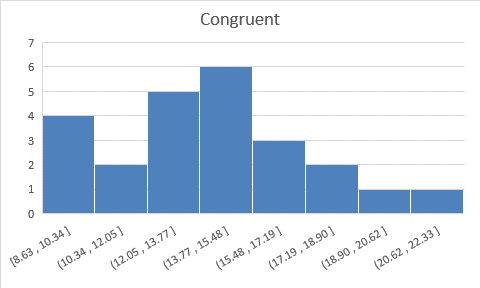 Congruent
7
6
5
4
3
2
1
0
[8.63 , 10.34 ]
(10.34 , 12.05 ]
(12.05 , 13.77 ]
(13.77 , 15.48 ]
(15.48 , 17.19 ]
(17.19 , 18.90 ]
(18.90 , 20.62 ]
(20.62 , 22.33 ]